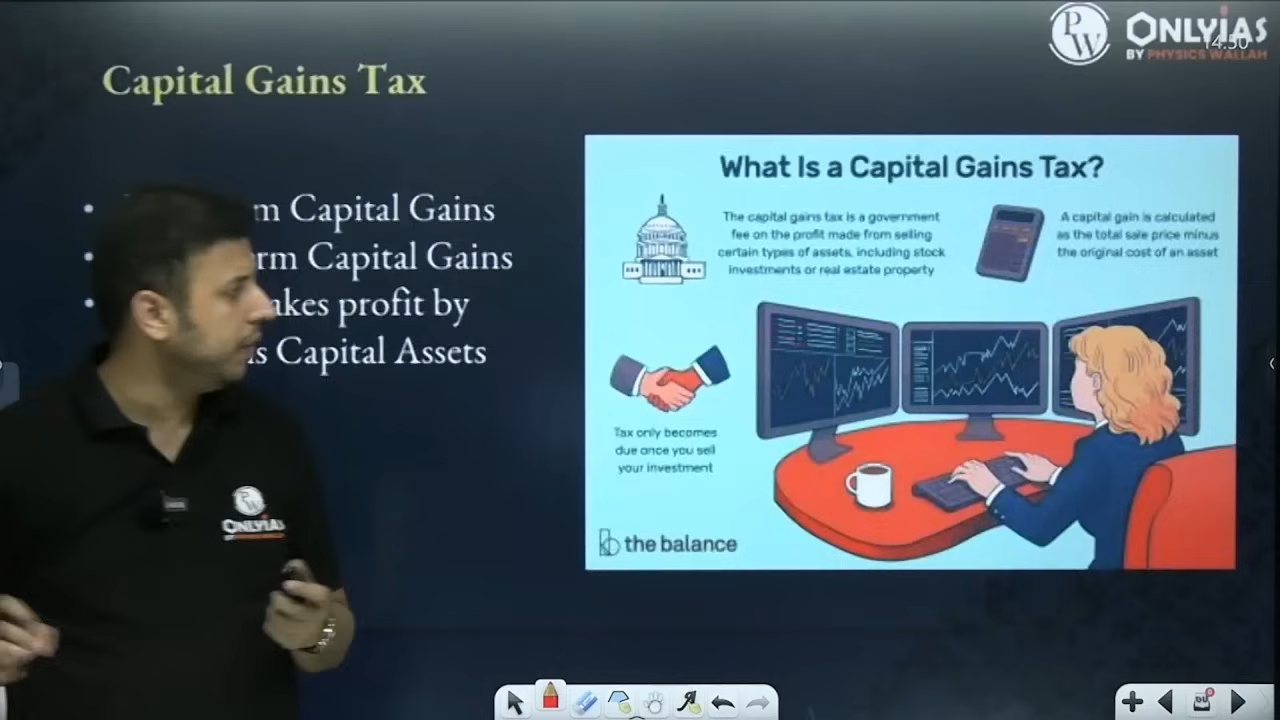 PW
ONLYIAS
BY PHYSICS WALLAH
14:30
Capital Gains Tax
m Capital Gains
rm Capital Gains
akes profit by
s Capital Assets
What Is a Capital Gains Tax?
The capital gains tax is a government
fee on the profit made from selling
certain types of assets, including stock
investments or real estate property
A capital gain is calculated
as the total sale price minus
the original cost of an asset
Tax only becomes
due once you sell
your investment
the balance
PW
ONLYIAS